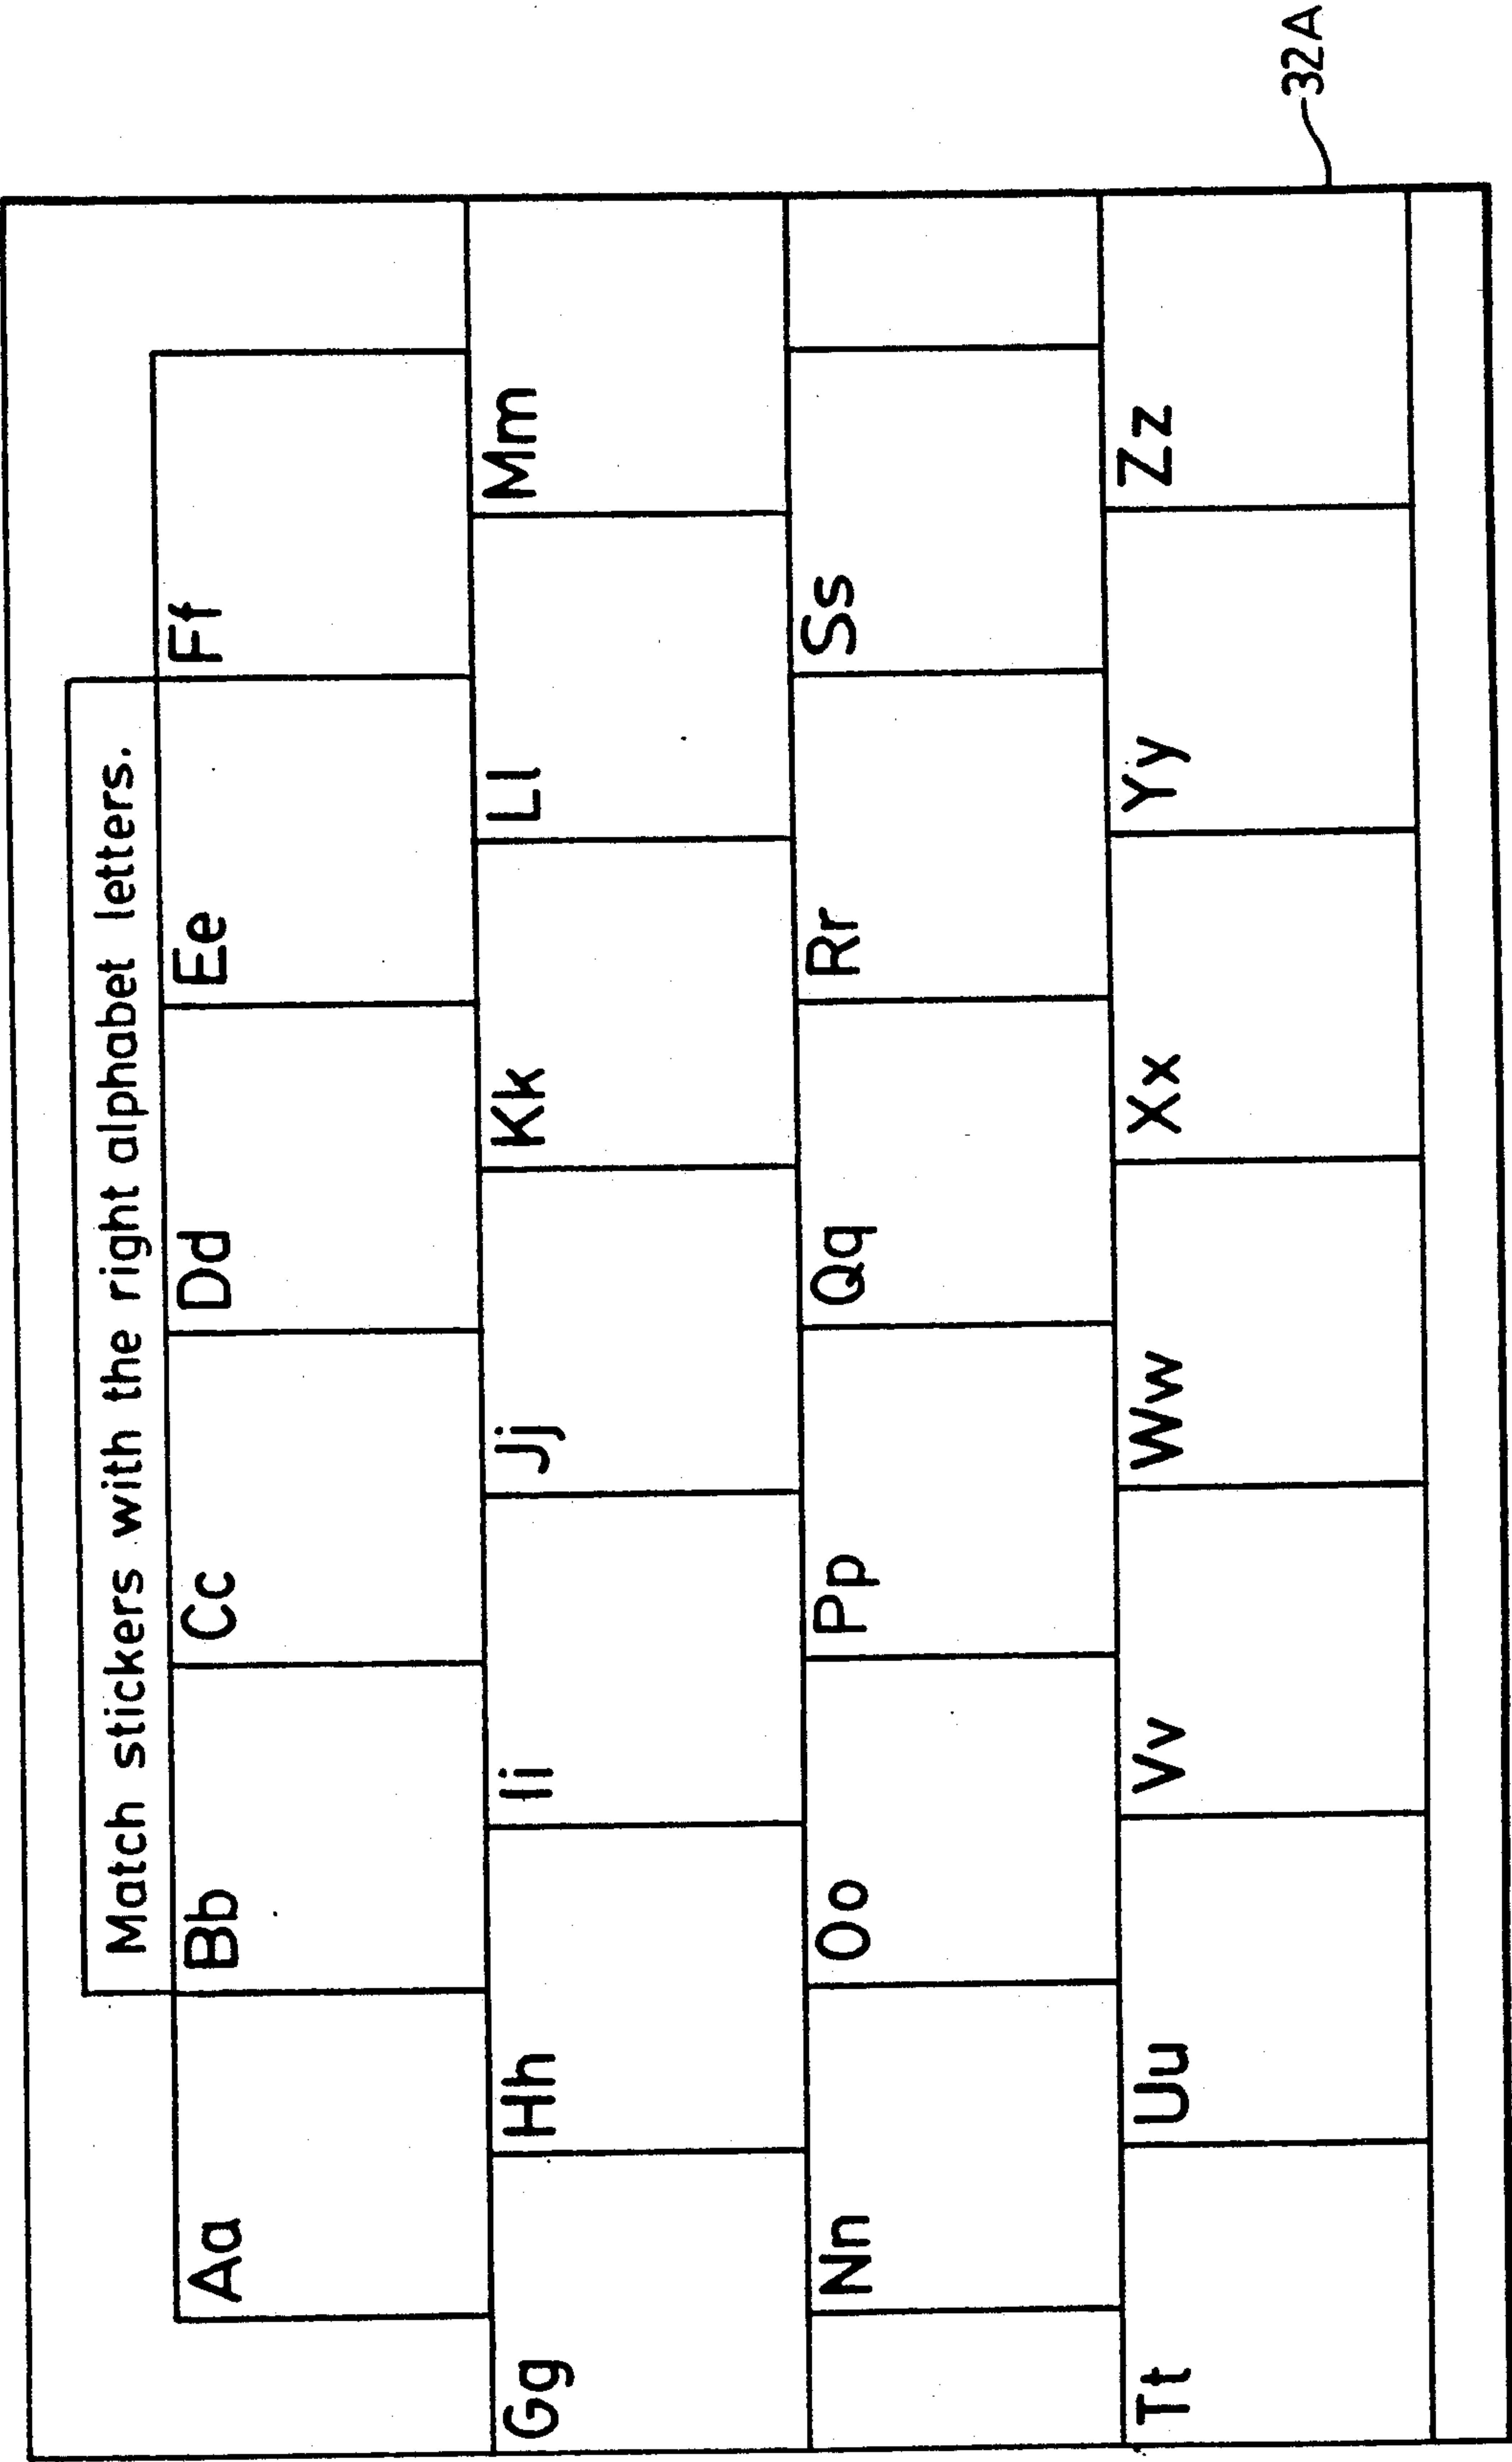 Match stickers with the right alphabet letters.
Aa Bb Cc Dd Ee Ff
Gg Hh Ii Jj Kk Ll Mm
Nn Oo Pp Qq Rr Ss
Tt Uu Vv Ww Xx Yy Zz
32A